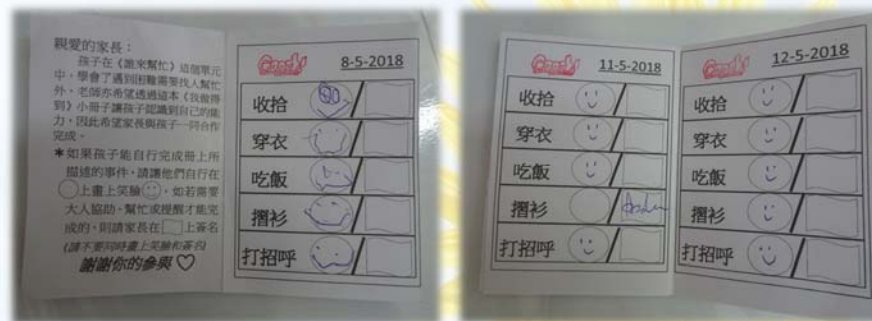 親愛的家長：
孩子在《誰來幫忙》這個單元
中，學會了遇到困難需要找人幫忙
外，老師亦希望透過這本《我做得
到》小冊子讓孩子認識到自己的能
力，因此希望家長與孩子一同合作
完成。
*如果孩子能自行完成冊上所
描述的事件，請讓他們自行在
上畫上笑臉，如若需要
大人協助、幫忙或提醒才能完
成的，則請家長在上簽名
(請不要同時畫上笑臉和簽名)
謝謝你的參與♡
Good! 8-5-2018
收拾 /
穿衣 /
吃飯 /
摺衫 /
打招呼 /
Good! 11-5-2018
收拾 /
穿衣 /
吃飯 /
摺衫 /
打招呼 /
Good! 12-5-2018
收拾 /
穿衣 /
吃飯 /
摺衫 /
打招呼 /